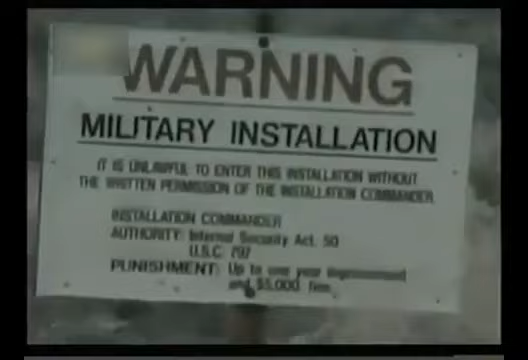 WARNING
MILITARY INSTALLATION
IT IS UNLAWFUL TO ENTER THIS INSTALLATION WITHOUT
THE WRITTEN PERMISSION OF THE INSTALLATION COMMANDER
INSTALLATION COMMANDER
AUTHORITY: Internal Security Act. 50
U.S.C. 797
PUNISHMENT: Up to one year imprisonment
and $5,000 fine.